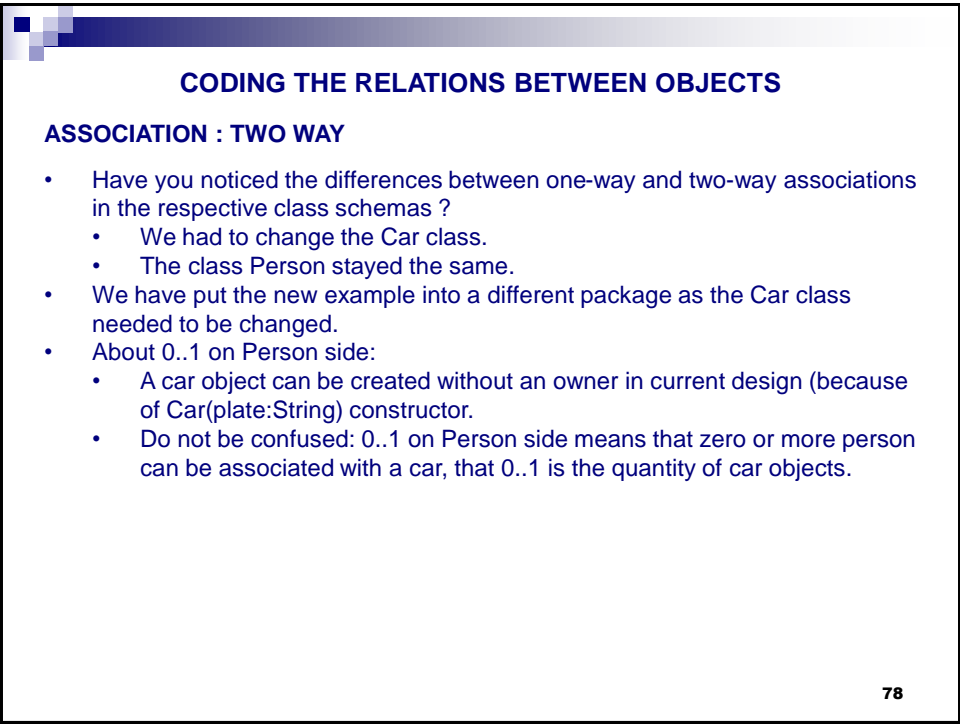 CODING THE RELATIONS BETWEEN OBJECTS
ASSOCIATION : TWO WAY
• Have you noticed the differences between one-way and two-way associations
in the respective class schemas ?
• We had to change the Car class.
• The class Person stayed the same.
• We have put the new example into a different package as the Car class
needed to be changed.
• About 0..1 on Person side:
• A car object can be created without an owner in current design (because
of Car(plate:String) constructor.
• Do not be confused: 0..1 on Person side means that zero or more person
can be associated with a car, that 0..1 is the quantity of car objects.
78